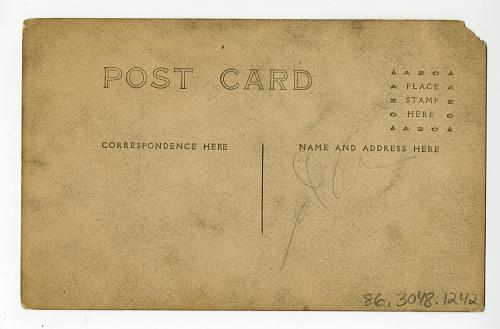 POST CARD
▲ A Z O ▲
A PLACE A
Z STAMP Z
O HERE O
▲ A Z O ▲
CORRESPONDENCE HERE
NAME AND ADDRESS HERE
86.3048.1242